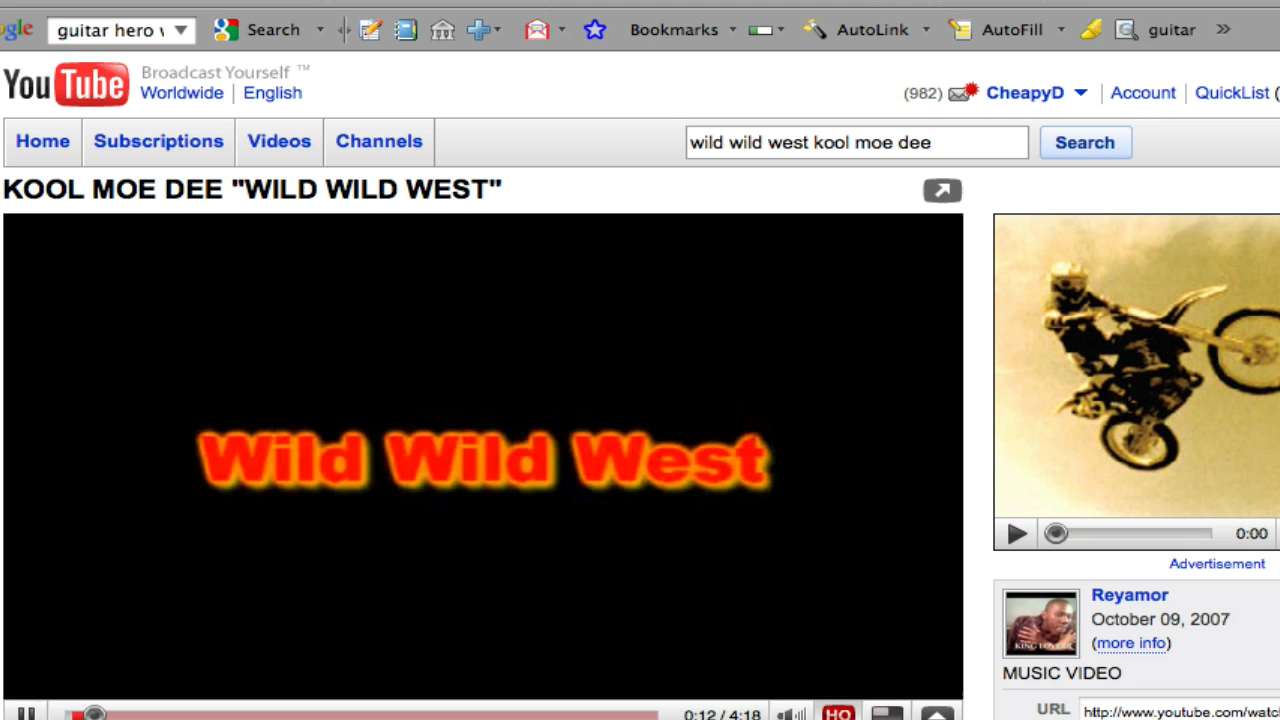 gle guitar hero Search Bookmarks AutoLink AutoFill guitar »
YouTube Broadcast Yourself ™
Worldwide English
(982) CheapyD Account QuickList (
Home Subscriptions Videos Channels
wild wild west kool moe dee Search
KOOL MOE DEE "WILD WILD WEST"
Wild Wild West
0:00
Advertisement
Reyamor
October 09, 2007
(more info)
MUSIC VIDEO
URL http://www.youtube.com/watc
0:12 / 4:18 HQ